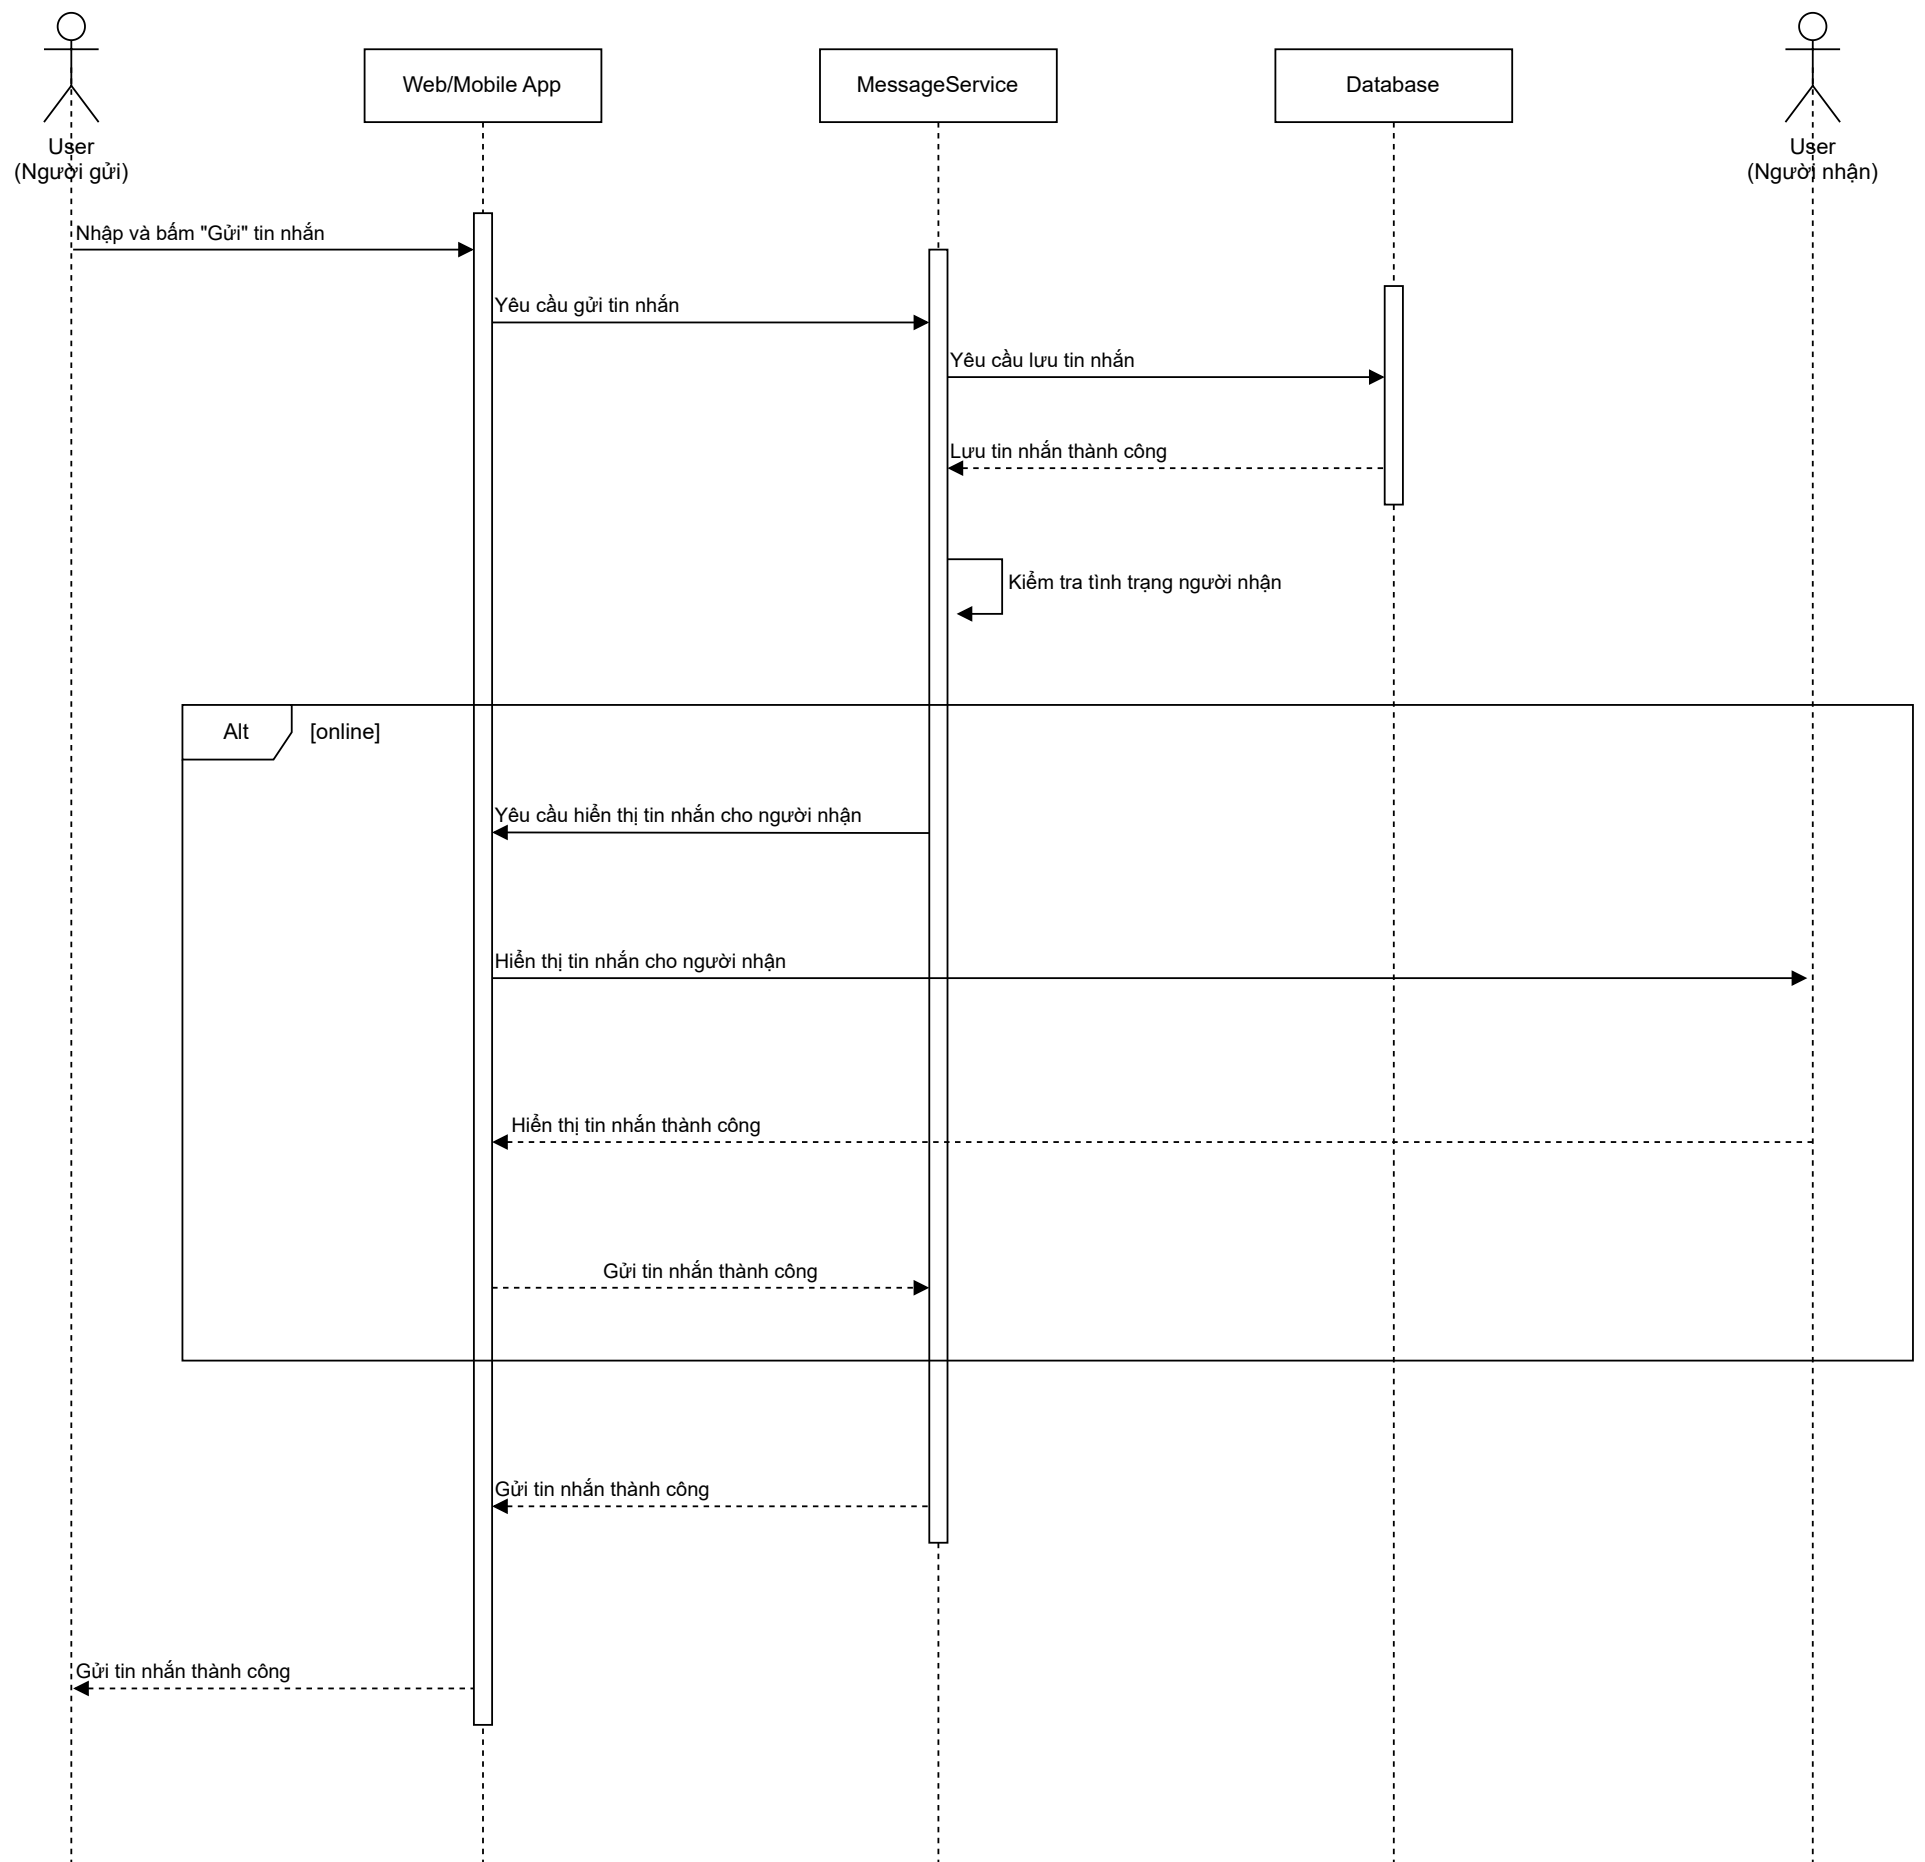 User
(Người gửi)
Web/Mobile App
MessageService
Database
User
(Người nhận)
Nhập và bấm "Gửi" tin nhắn
Yêu cầu gửi tin nhắn
Yêu cầu lưu tin nhắn
Lưu tin nhắn thành công
Kiểm tra tình trạng người nhận
Alt
[online]
Yêu cầu hiển thị tin nhắn cho người nhận
Hiển thị tin nhắn cho người nhận
Hiển thị tin nhắn thành công
Gửi tin nhắn thành công
Gửi tin nhắn thành công
Gửi tin nhắn thành công